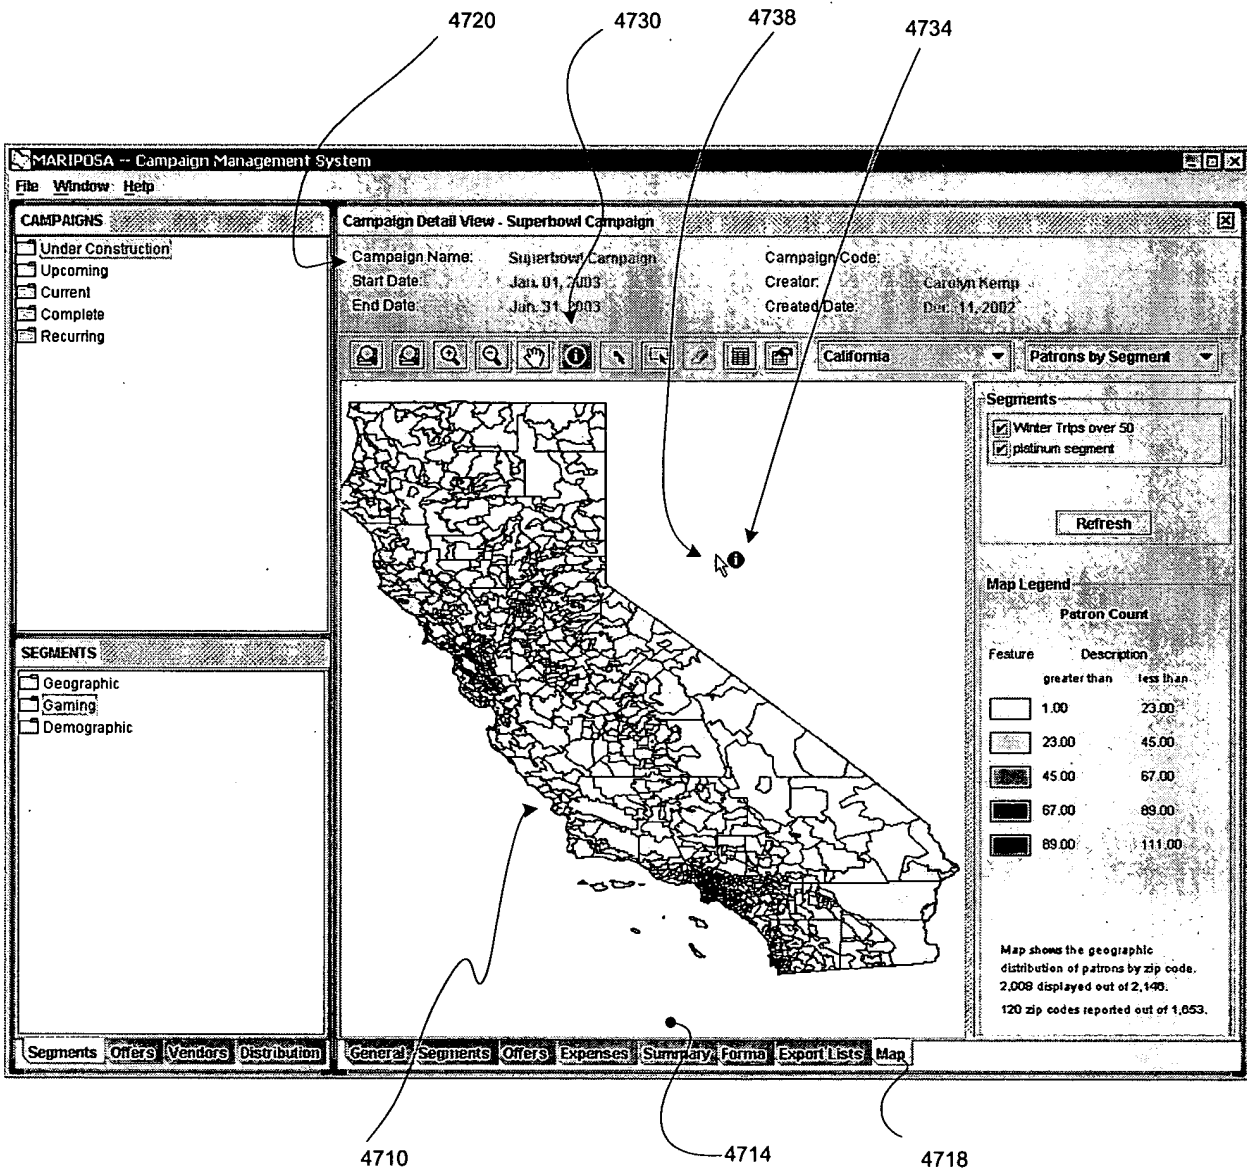 4720
4730
4738
4734
MARIPOSA -- Campaign Management System
File Window Help
CAMPAIGNS
Under Construction
Upcoming
Current
Complete
Recurring
Campaign Detail View - Superbowl Campaign
Campaign Name: Superbowl Campaign Campaign Code:
Start Date: Jan. 01, 2003 Creator: Carolyn Kemp
End Date: Jan. 31, 2003 Created Date: Dec. 11, 2002
California Patrons by Segment
Segments
Winter Trips over 50
platinum segment
Refresh
Map Legend
Patron Count
Feature Description
greater than less than
1.00 23.00
23.00 45.00
45.00 67.00
67.00 89.00
89.00 111.00
Map shows the geographic
distribution of patrons by zip code.
2,008 displayed out of 2,146.
120 zip codes reported out of 1,653.
SEGMENTS
Geographic
Gaming
Demographic
Segments Offers Vendors Distribution
General Segments Offers Expenses Summary Forma Export Lists Map
4710
4714
4718